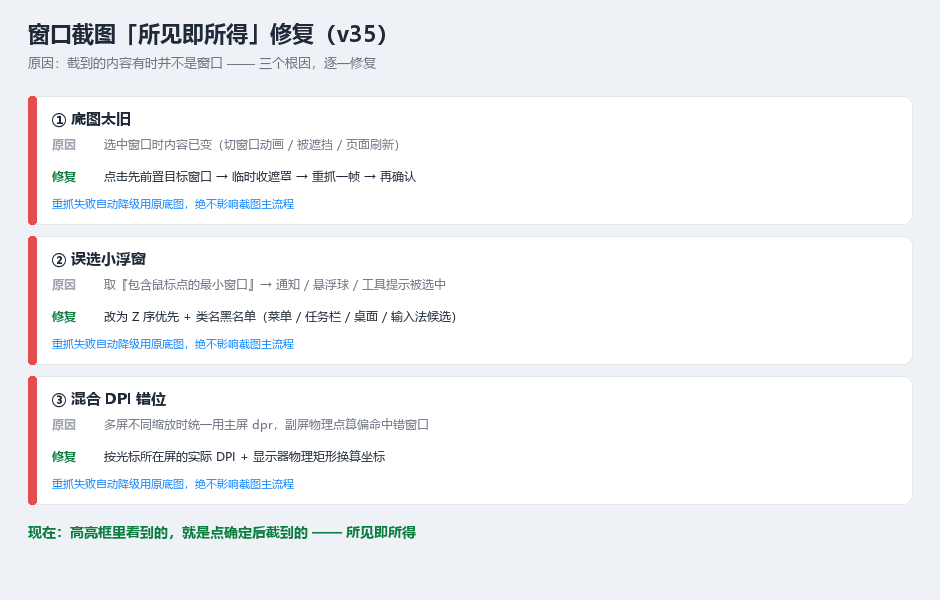 窗口截图「所见即所得」修复（v35）
原因：截到的内容有时并不是窗口 —— 三个根因，逐一修复
① 底图太旧
原因 选中窗口时内容已变（切窗口动画 / 被遮挡 / 页面刷新）
修复 点击先前置目标窗口 → 临时收遮罩 → 重抓一帧 → 再确认
重抓失败自动降级用原底图，绝不影响截图主流程
② 误选小浮窗
原因 取『包含鼠标点的最小窗口』→ 通知 / 悬浮球 / 工具提示被选中
修复 改为 Z 序优先 + 类名黑名单（菜单 / 任务栏 / 桌面 / 输入法候选）
重抓失败自动降级用原底图，绝不影响截图主流程
③ 混合 DPI 错位
原因 多屏不同缩放时统一用主屏 dpr，副屏物理点算偏命中错窗口
修复 按光标所在屏的实际 DPI + 显示器物理矩形换算坐标
重抓失败自动降级用原底图，绝不影响截图主流程
现在：高亮框里看到的，就是点确定后截到的 —— 所见即所得